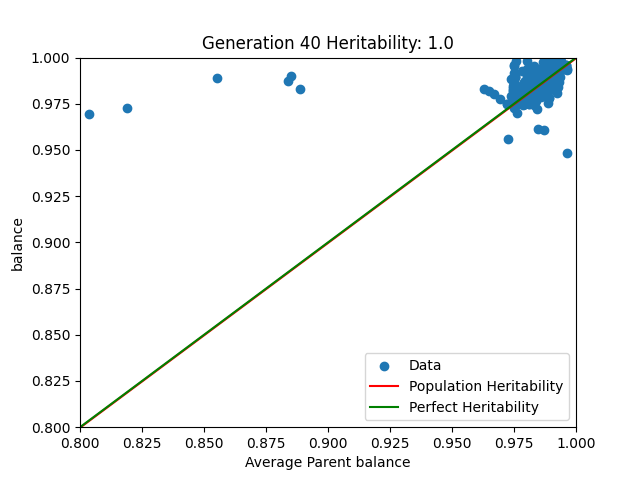 Generation 40 Heritability: 1.0
1.000
0.975
0.950
0.925
0.900
0.875
0.850
0.825
0.800
balance
Data
Population Heritability
Perfect Heritability
0.800 0.825 0.850 0.875 0.900 0.925 0.950 0.975 1.000
Average Parent balance